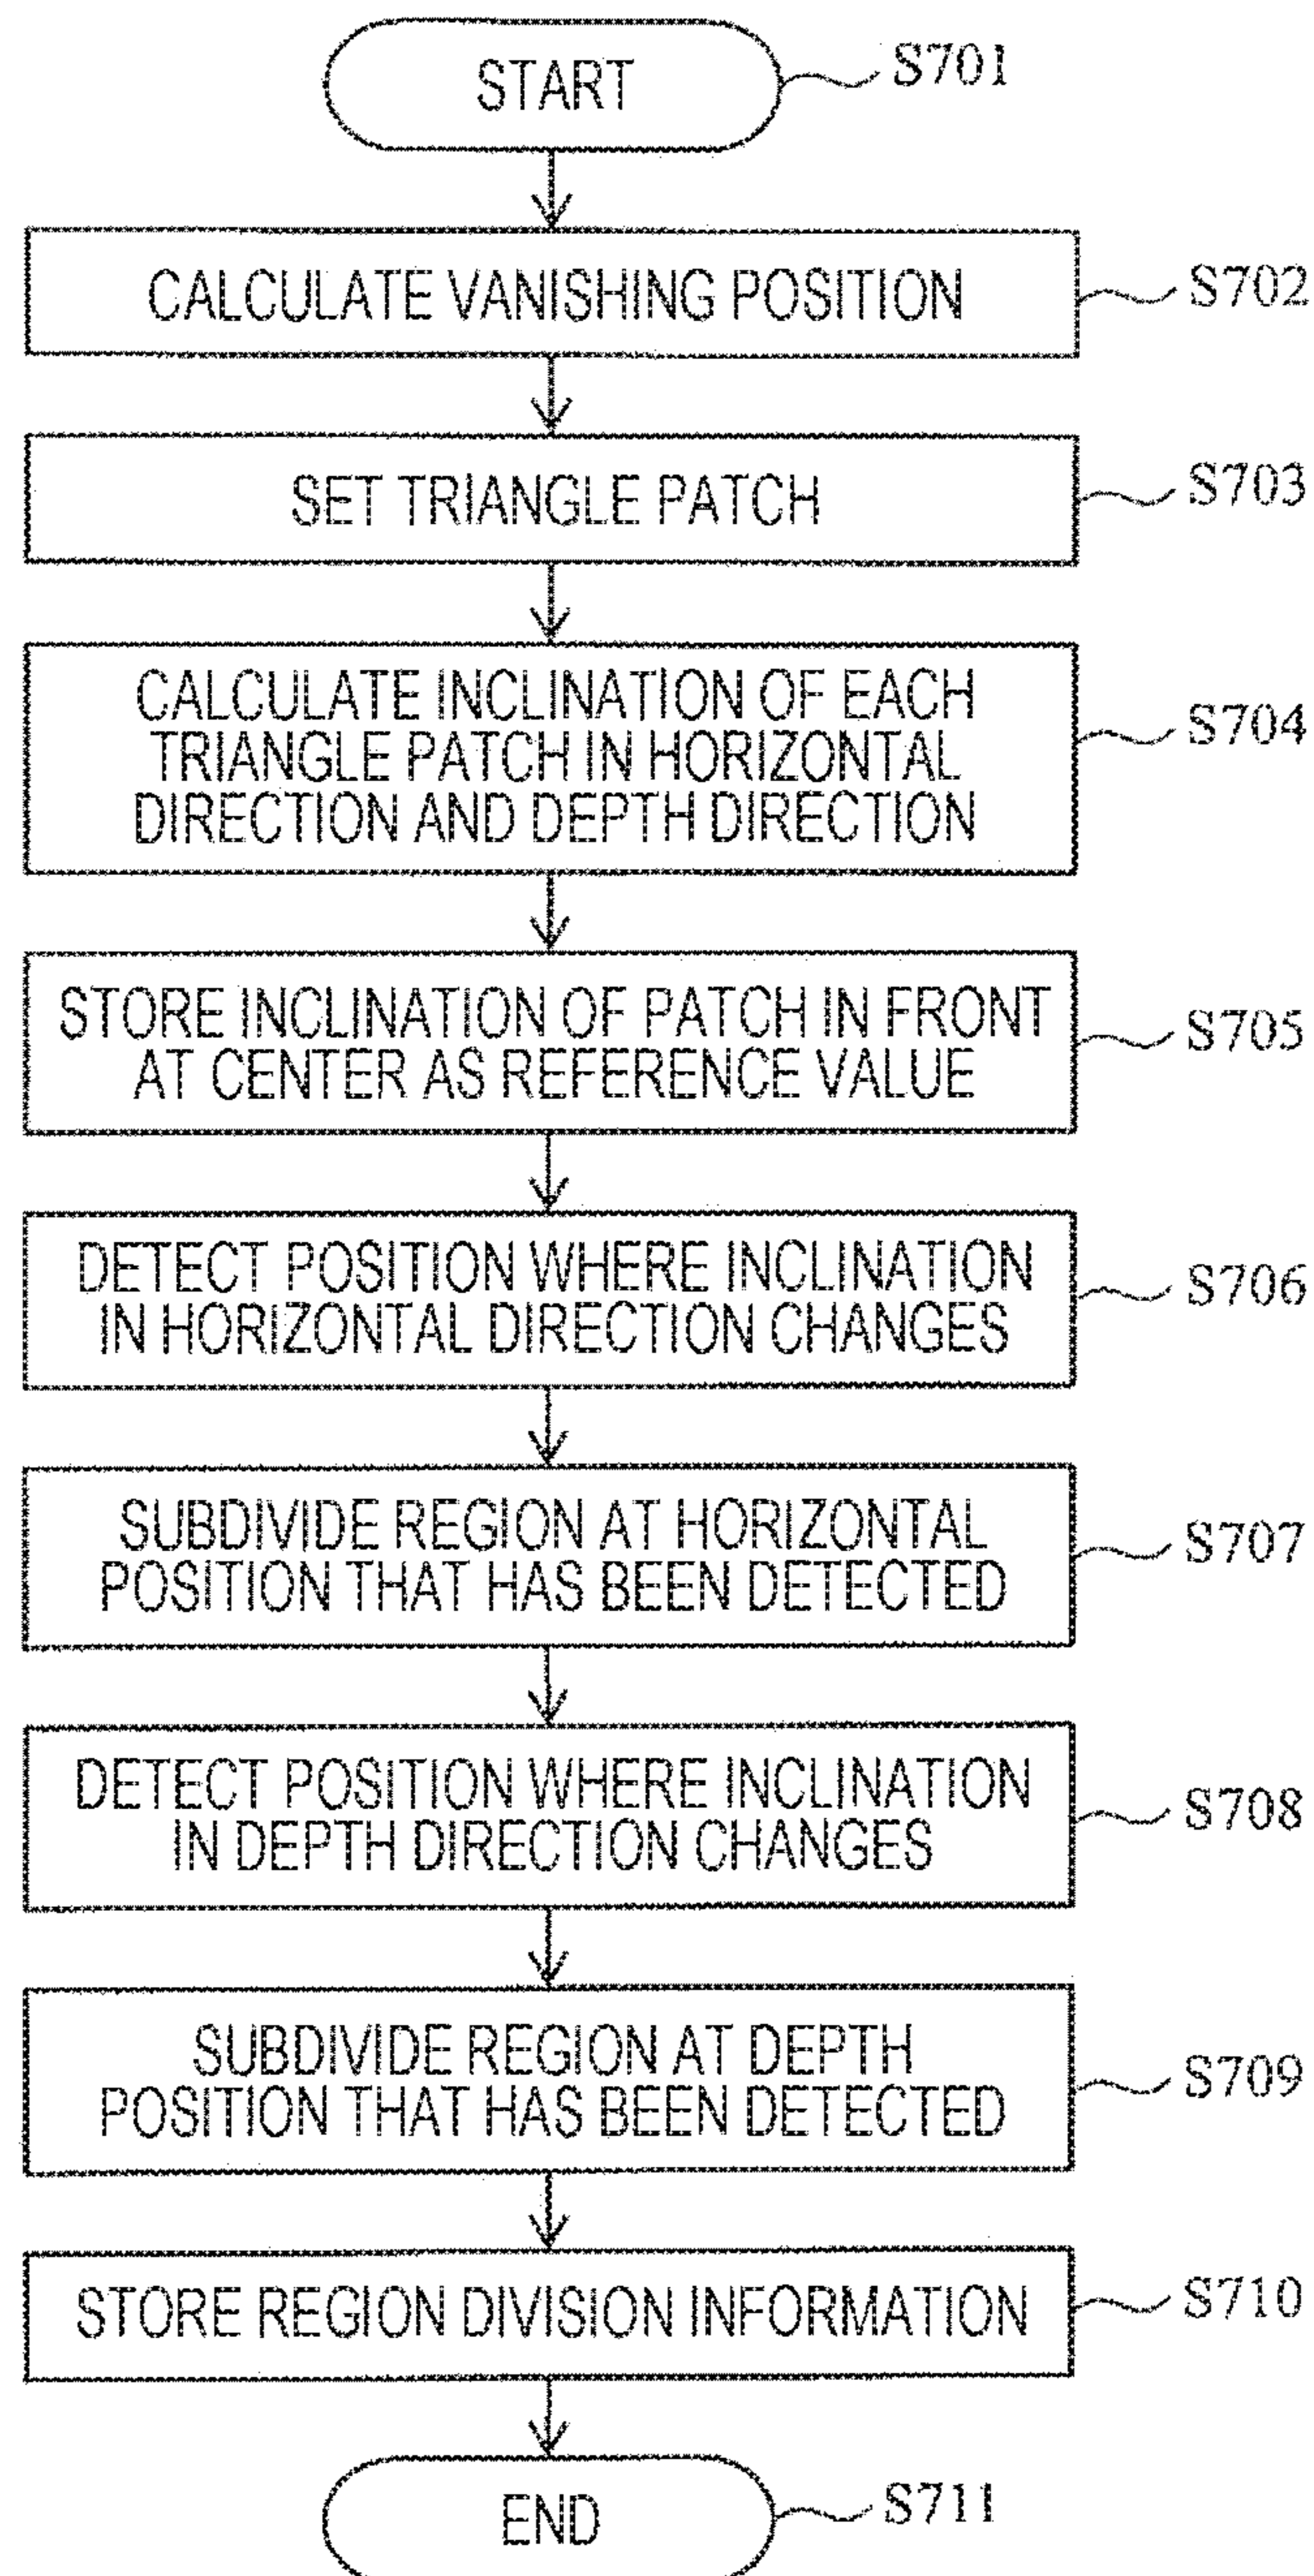 START
S701
CALCULATE VANISHING POSITION
S702
SET TRIANGLE PATCH
S703
CALCULATE INCLINATION OF EACH
TRIANGLE PATCH IN HORIZONTAL
DIRECTION AND DEPTH DIRECTION
S704
STORE INCLINATION OF PATCH IN FRONT
AT CENTER AS REFERENCE VALUE
S705
DETECT POSITION WHERE INCLINATION
IN HORIZONTAL DIRECTION CHANGES
S706
SUBDIVIDE REGION AT HORIZONTAL
POSITION THAT HAS BEEN DETECTED
S707
DETECT POSITION WHERE INCLINATION
IN DEPTH DIRECTION CHANGES
S708
SUBDIVIDE REGION AT DEPTH
POSITION THAT HAS BEEN DETECTED
S709
STORE REGION DIVISION INFORMATION
S710
END
S711